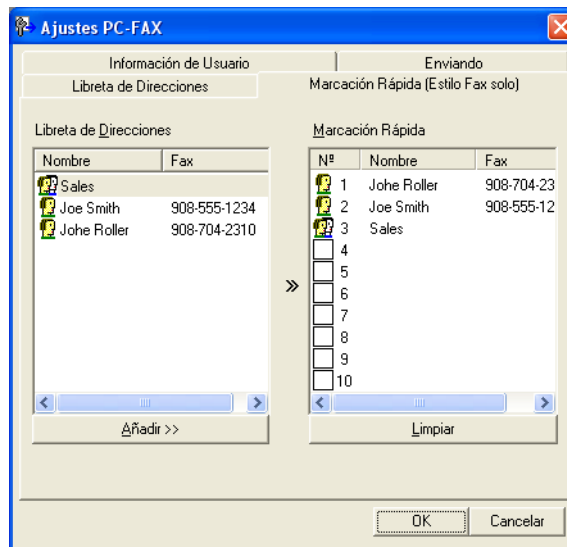 Ajustes PC-FAX
Información de Usuario Enviando
Libreta de Direcciones Marcación Rápida (Estilo Fax solo)
Libreta de Direcciones Marcación Rápida
Nombre Fax Nº Nombre Fax
Sales 1 Johe Roller 908-704-23
Joe Smith 908-555-1234 2 Joe Smith 908-555-12
Johe Roller 908-704-2310 3 Sales
4
5
6
7
8
9
10
Añadir >> Limpiar
OK Cancelar